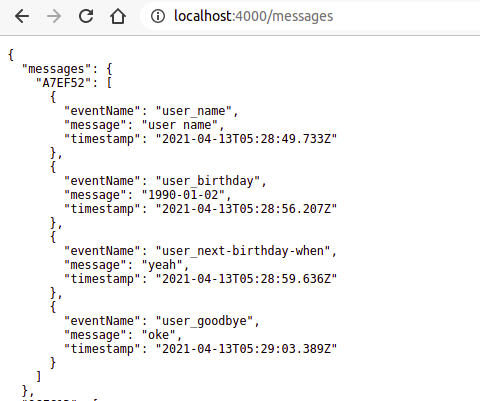 localhost:4000/messages
{
"messages": {
"A7EF52": [
{
"eventName": "user_name",
"message": "user name",
"timestamp": "2021-04-13T05:28:49.733Z"
},
{
"eventName": "user_birthday",
"message": "1990-01-02",
"timestamp": "2021-04-13T05:28:56.207Z"
},
{
"eventName": "user_next-birthday-when",
"message": "yeah",
"timestamp": "2021-04-13T05:28:59.636Z"
},
{
"eventName": "user_goodbye",
"message": "oke",
"timestamp": "2021-04-13T05:29:03.389Z"
}
]
},